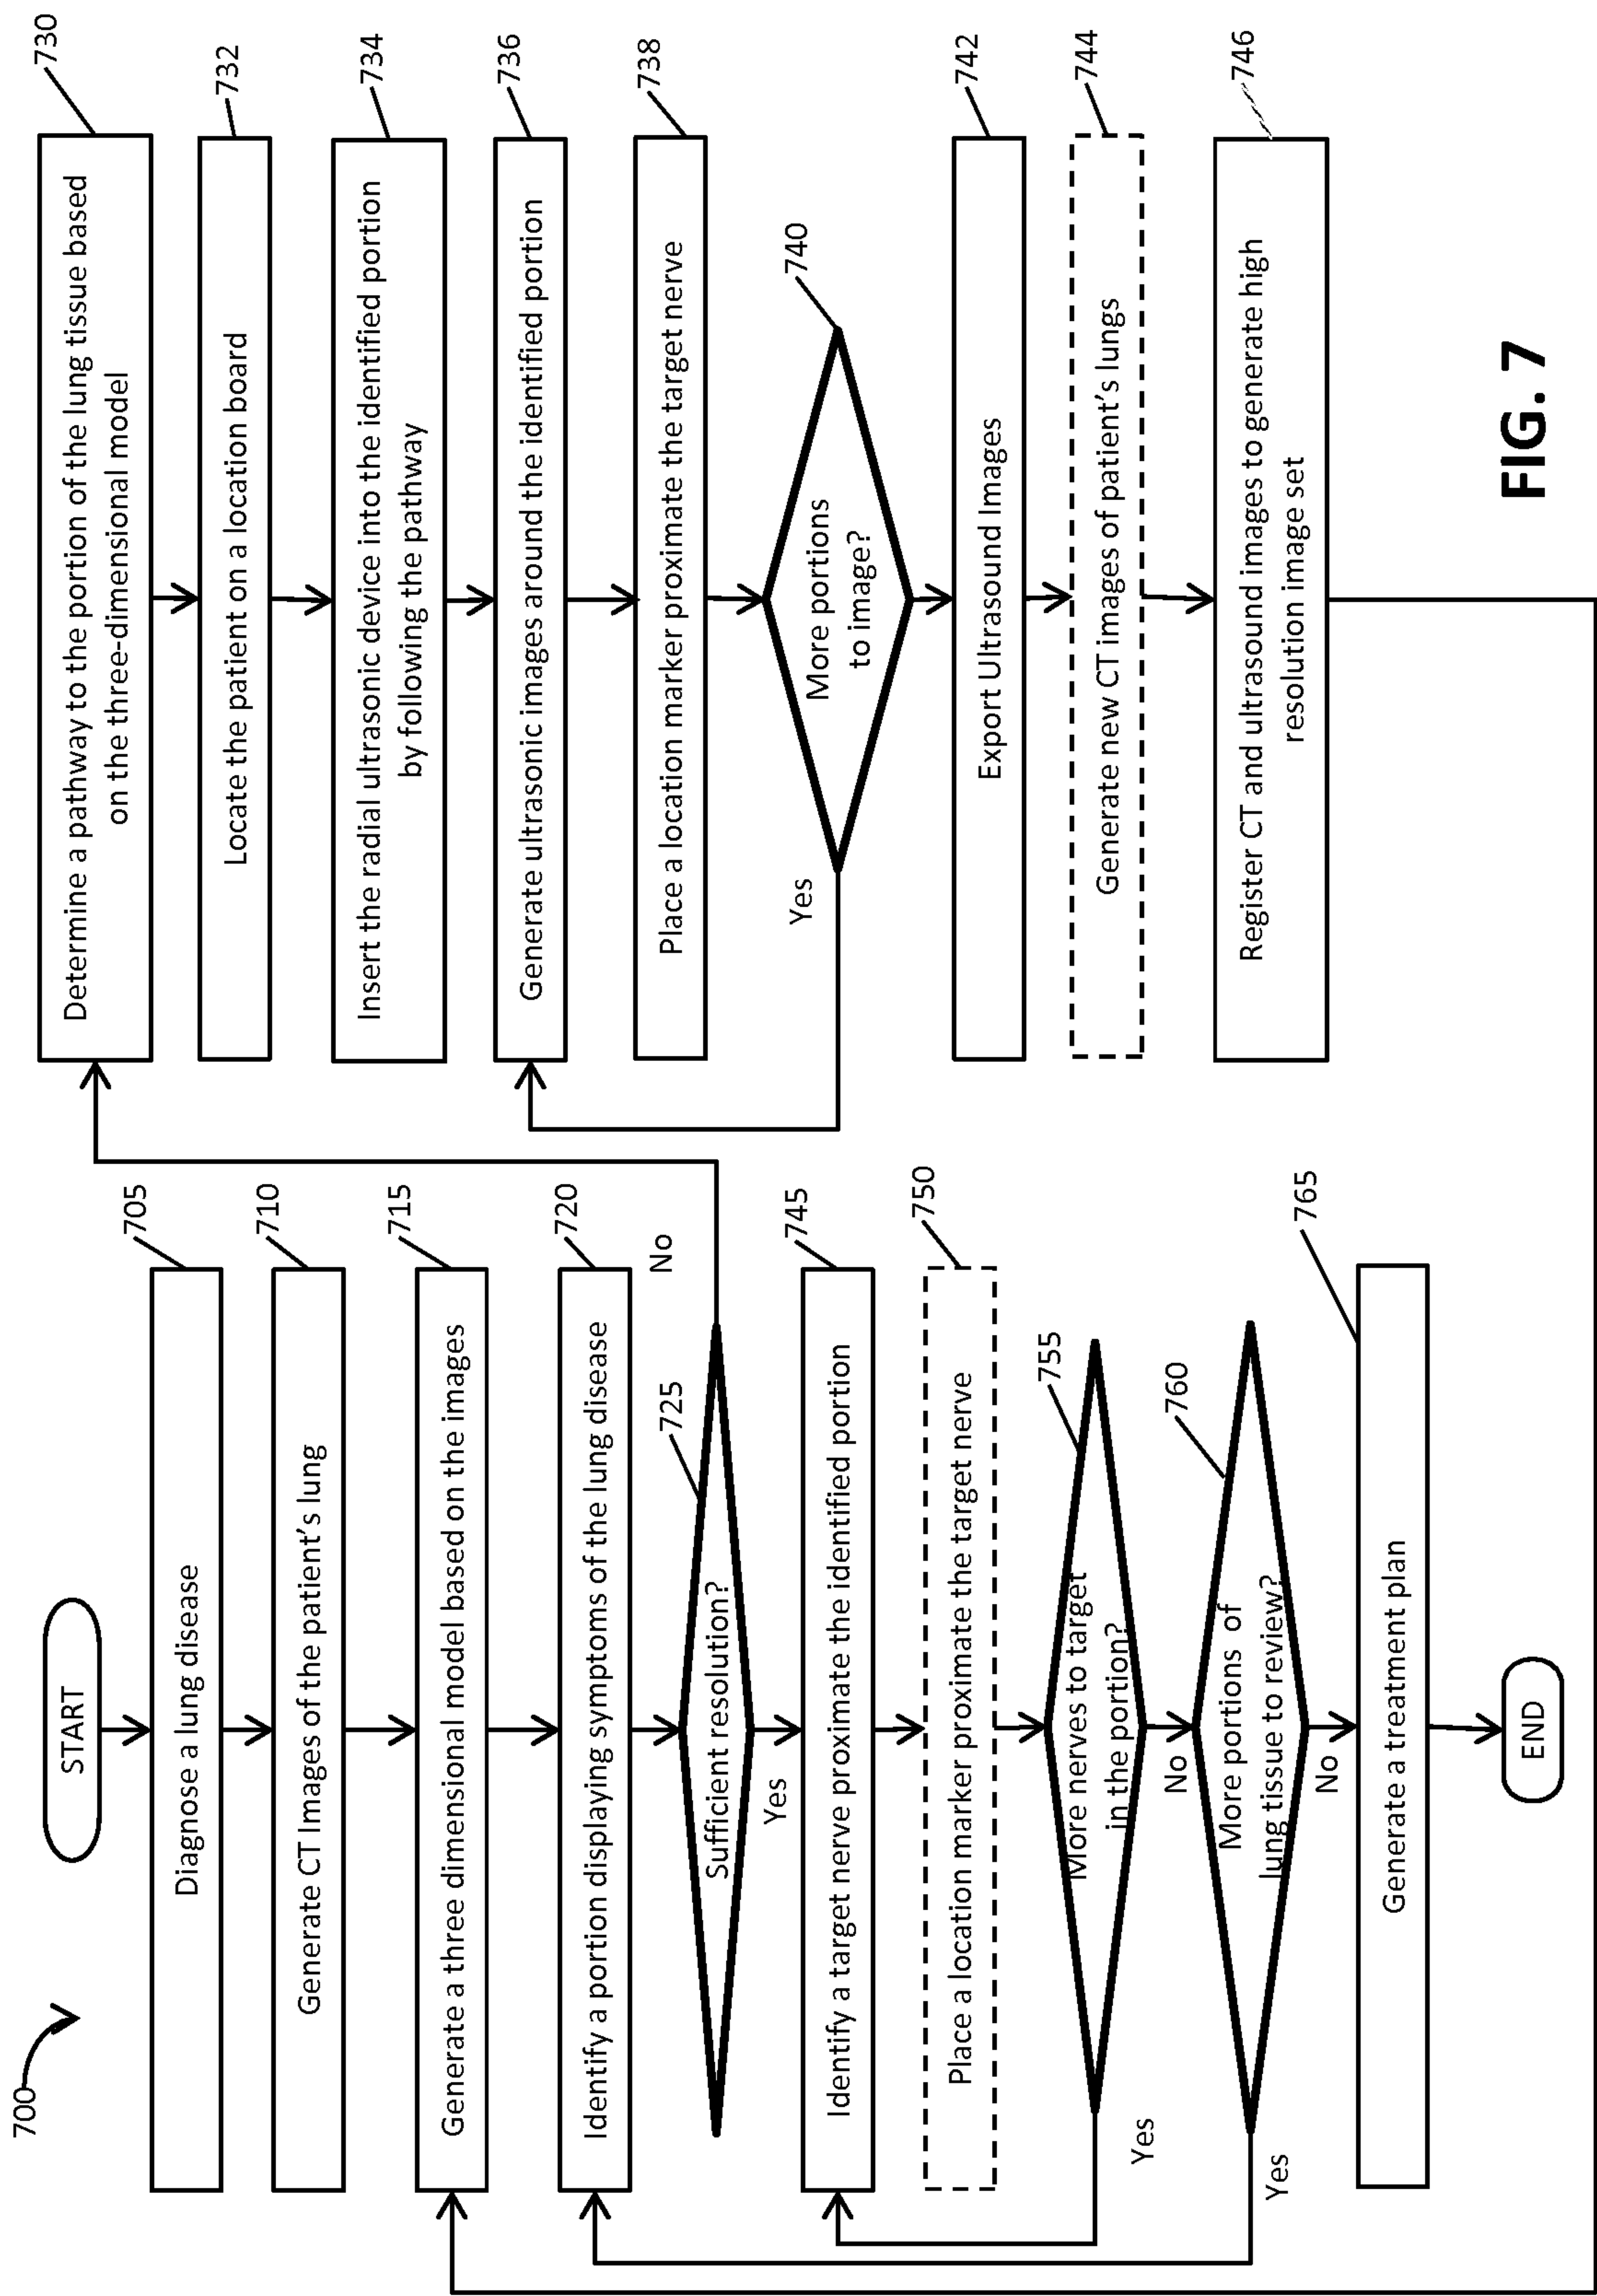 700
START
705
Diagnose a lung disease
710
Generate CT Images of the patient's lung
715
Generate a three dimensional model based on the images
720
Identify a portion displaying symptoms of the lung disease
725
Sufficient resolution?
No
Yes
745
Identify a target nerve proximate the identified portion
750
Place a location marker proximate the target nerve
755
More nerves to target
in the portion?
Yes
No
760
More portions of
lung tissue to review?
Yes
No
765
Generate a treatment plan
END
730
Determine a pathway to the portion of the lung tissue based
on the three-dimensional model
732
Locate the patient on a location board
734
Insert the radial ultrasonic device into the identified portion
by following the pathway
736
Generate ultrasonic images around the identified portion
738
Place a location marker proximate the target nerve
740
More portions
to image?
Yes
742
Export Ultrasound Images
744
Generate new CT images of patient's lungs
746
Register CT and ultrasound images to generate high
resolution image set
FIG. 7